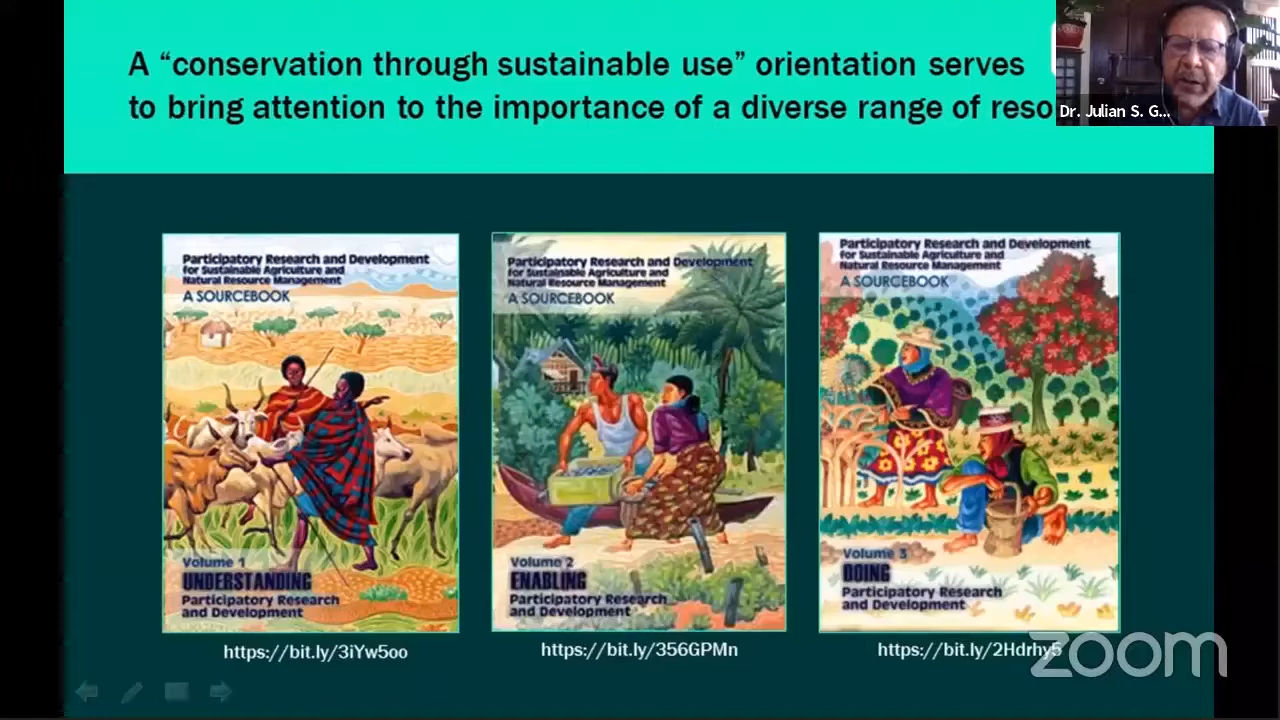 A “conservation through sustainable use” orientation serves
to bring attention to the importance of a diverse range of reso
Dr. Julian S. G...
Participatory Research and Development
for Sustainable Agriculture and
Natural Resource Management
A SOURCEBOOK
Volume 1
UNDERSTANDING
Participatory Research
and Development
https://bit.ly/3iYw5oo
Participatory Research and Development
for Sustainable Agriculture and
Natural Resource Management
A SOURCEBOOK
Volume 2
ENABLING
Participatory Research
and Development
https://bit.ly/356GPMn
Participatory Research and Development
for Sustainable Agriculture and
Natural Resource Management
A SOURCEBOOK
Volume 3
DOING
Participatory Research
and Development
https://bit.ly/2Hdrhy5
zoom